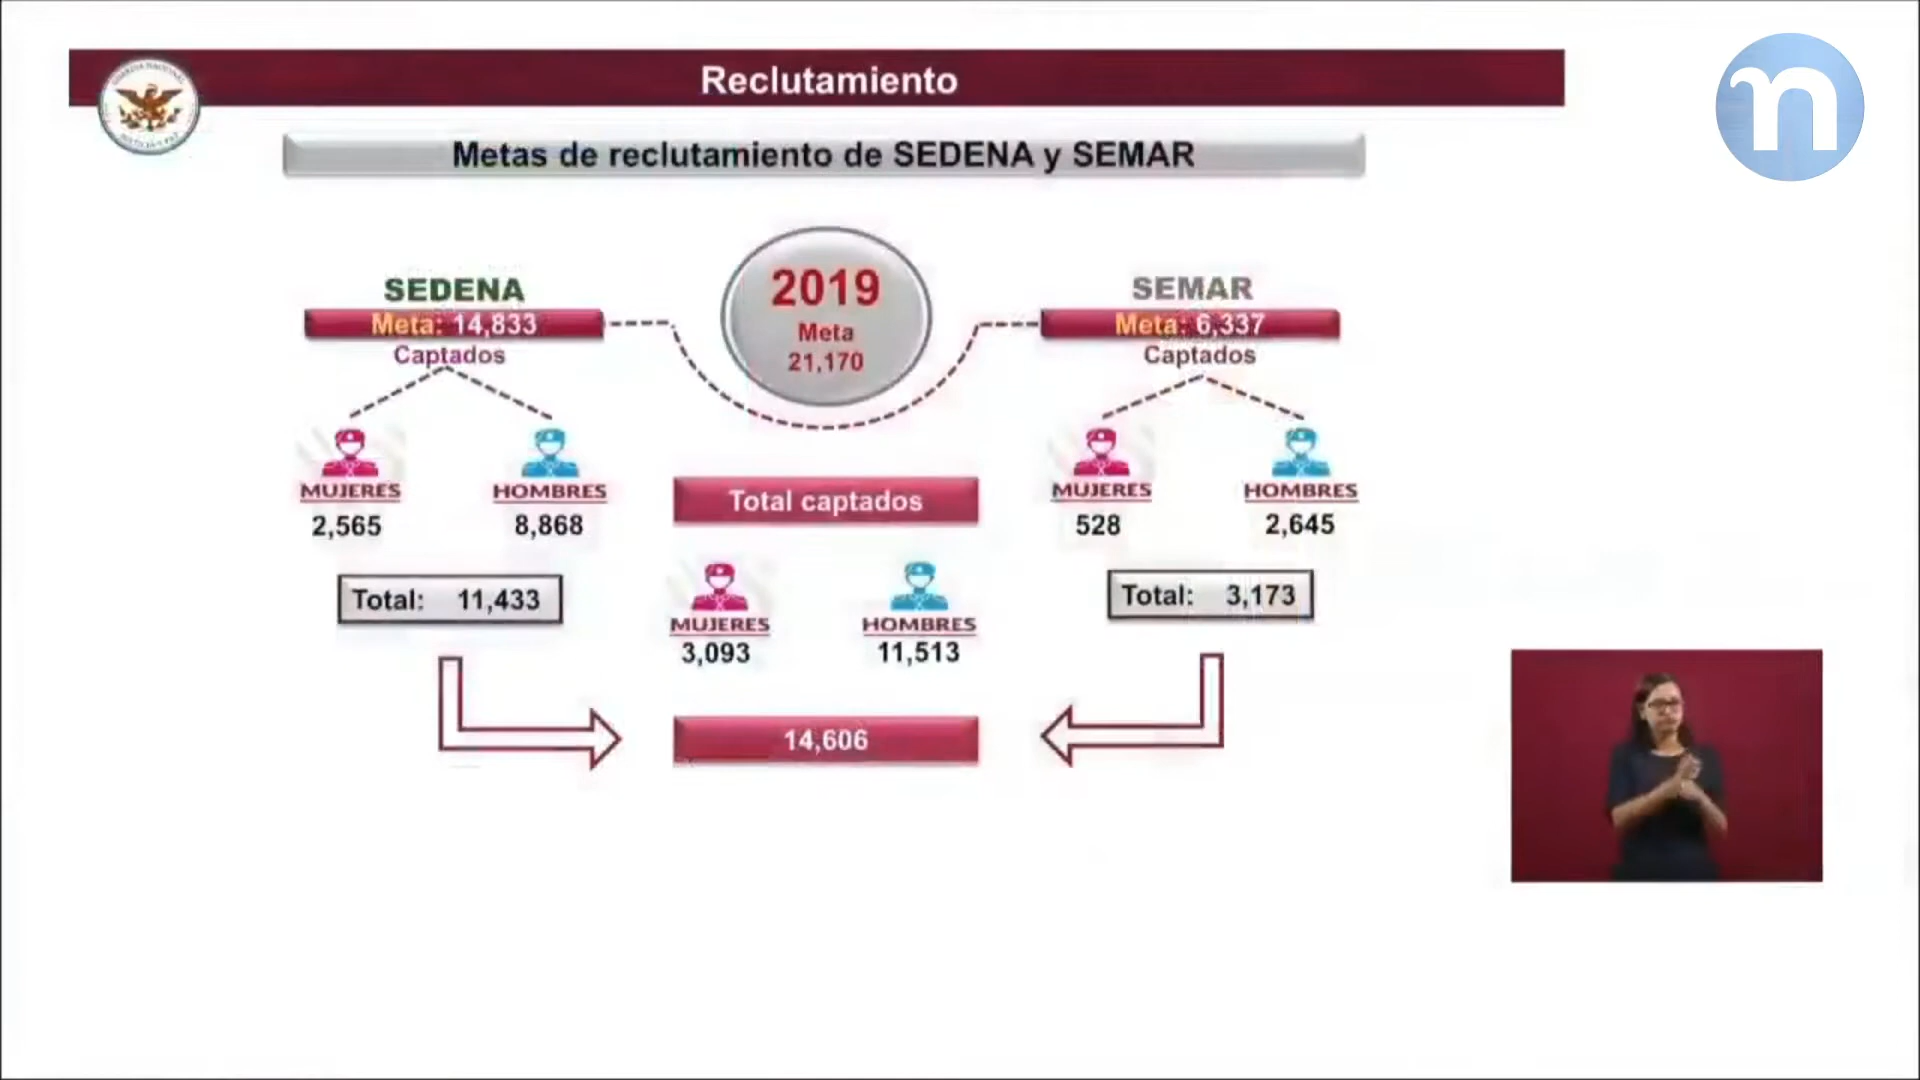 Reclutamiento
n
GUARDIA NACIONAL
Metas de reclutamiento de SEDENA y SEMAR
2019
Meta
21,170
SEDENA
Meta: 14,833
Captados
MUJERES
2,565
HOMBRES
8,868
Total: 11,433
SEMAR
Meta: 6,337
Captados
MUJERES
528
HOMBRES
2,645
Total: 3,173
Total captados
MUJERES
3,093
HOMBRES
11,513
14,606